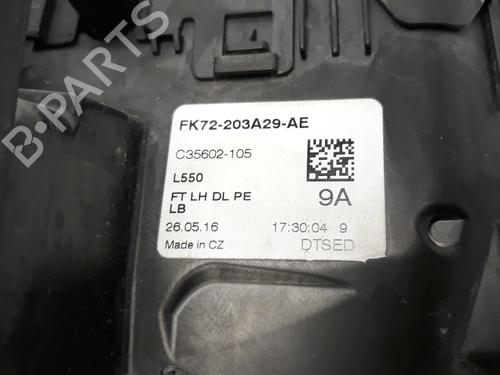 FK72-203A29-AE
C35602-105
L550
FT LH DL PE
LB
9A
26.05.16 17:30:04 9
Made in CZ DTSED
B-PARTS